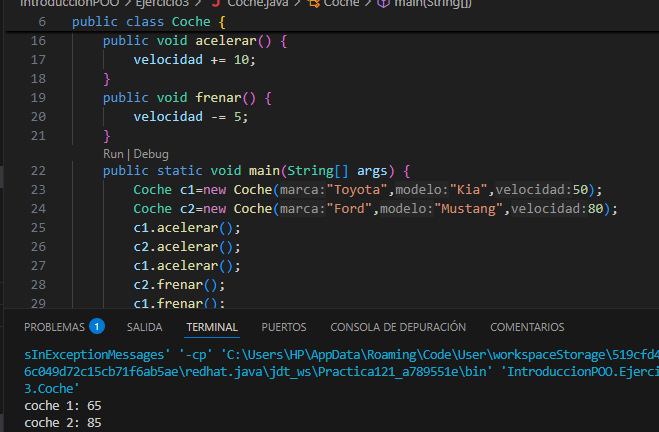 IntroduccionPOO > Ejercicio3 > Coche.java > Coche > main(String[])
6 public class Coche {
16 public void acelerar() {
17 velocidad += 10;
18 }
19 public void frenar() {
20 velocidad -= 5;
21 }
Run | Debug
22 public static void main(String[] args) {
23 Coche c1=new Coche(marca:"Toyota",modelo:"Kia",velocidad:50);
24 Coche c2=new Coche(marca:"Ford",modelo:"Mustang",velocidad:80);
25 c1.acelerar();
26 c2.acelerar();
27 c1.acelerar();
28 c2.frenar();
29 c1.frenar();
PROBLEMAS 1 SALIDA TERMINAL PUERTOS CONSOLA DE DEPURACIÓN COMENTARIOS
sInExceptionMessages' '-cp' 'C:\Users\HP\AppData\Roaming\Code\User\workspaceStorage\519cfd4
6c049d72c15cb71f6ab5ae\redhat.java\jdt_ws\Practica121_a789551e\bin' 'IntroduccionPOO.Ejerci
3.Coche'
coche 1: 65
coche 2: 85